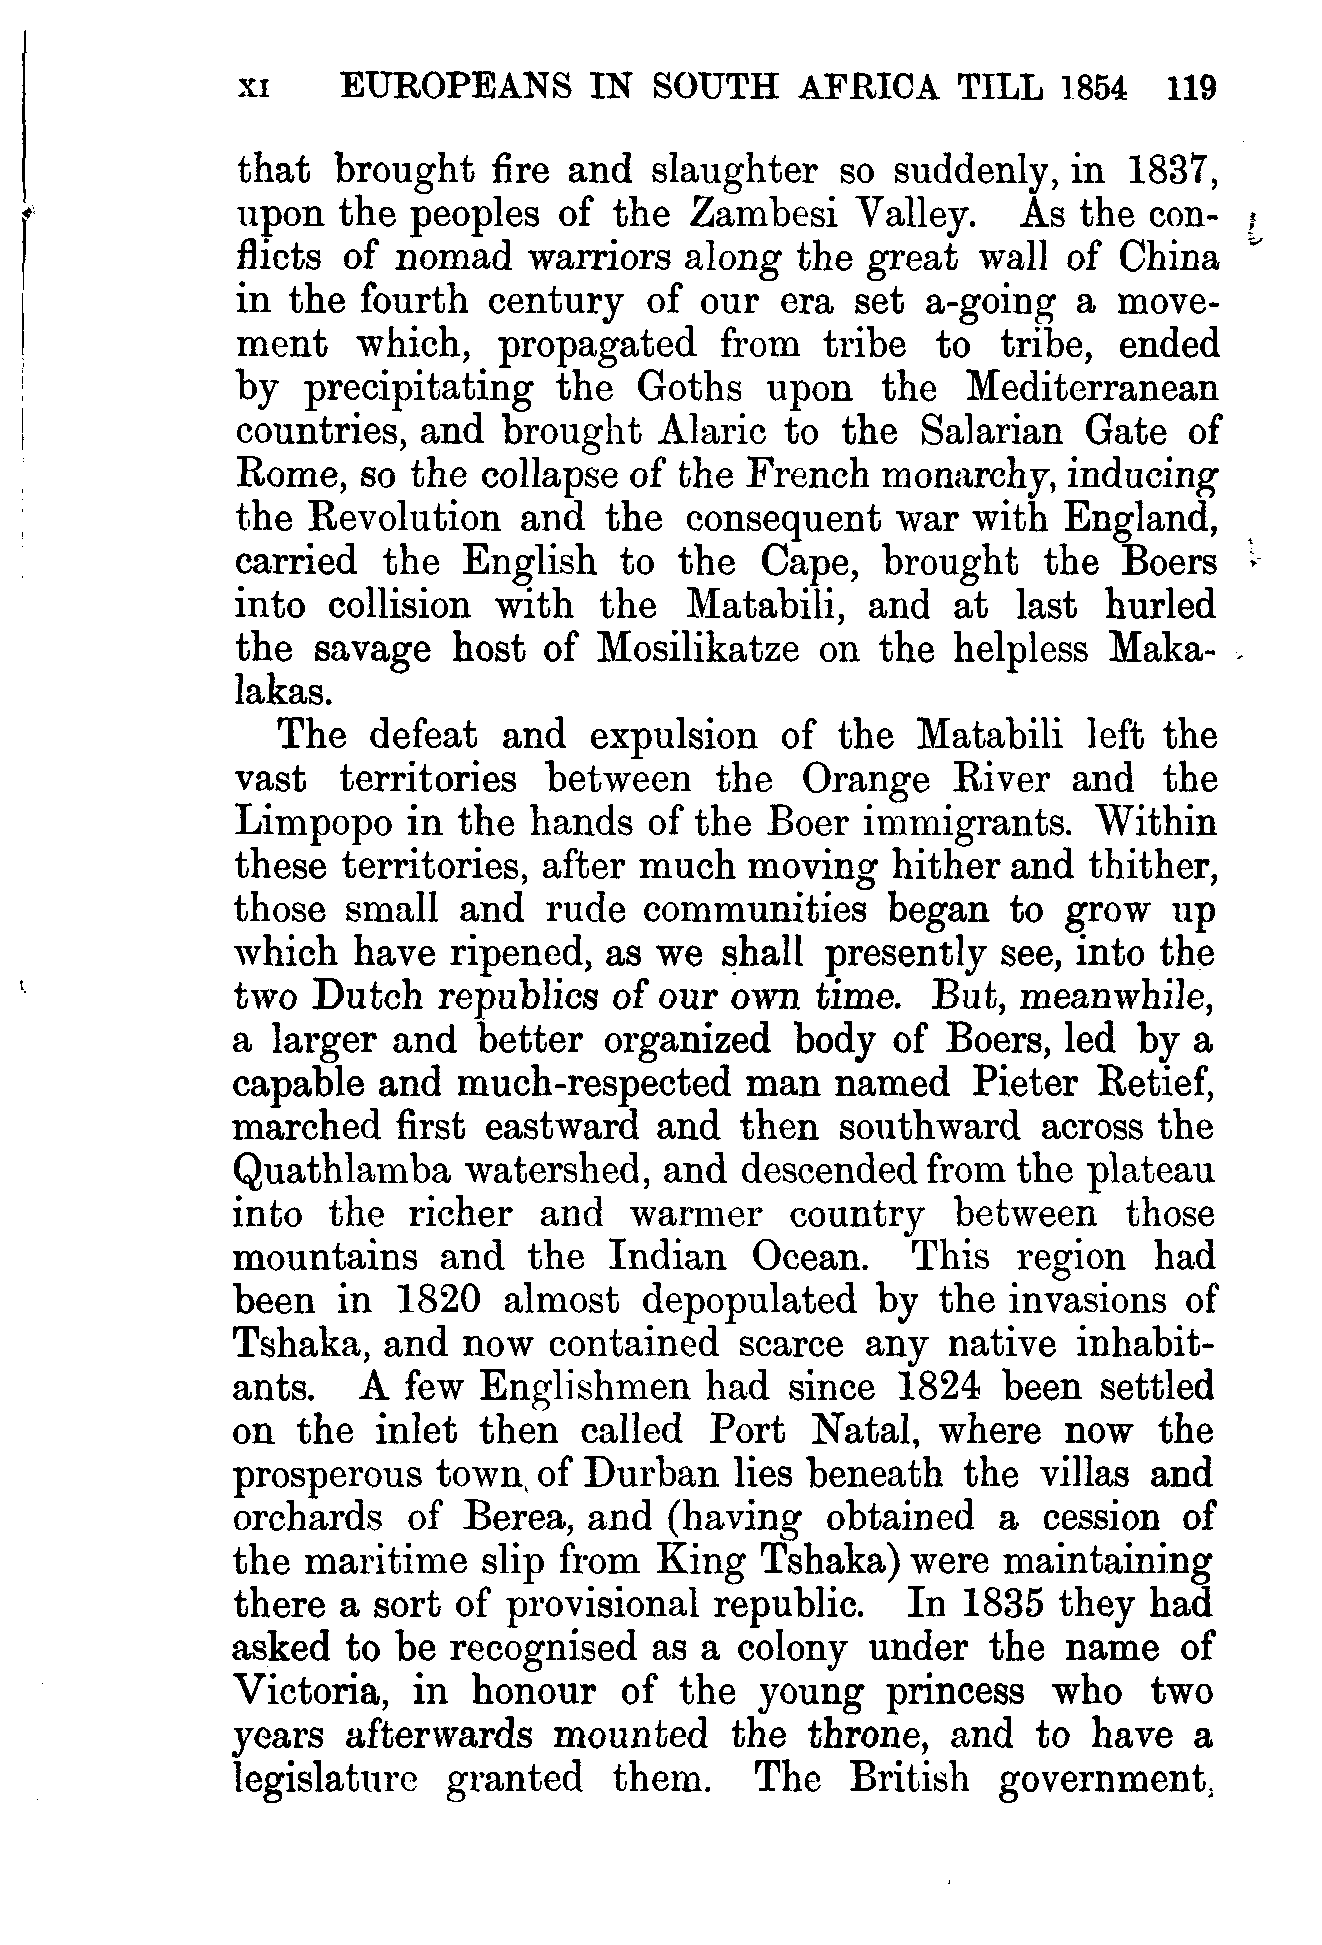 XI EUROPEANS IN SOUTH AFRICA TILL 1854 119
that brought fire and slaughter so suddenly, in 1837,
upon the peoples of the Zambesi Valley. As the con-
flicts of nomad warriors along the great wall of China
in the fourth century of our era set a-going a move-
ment which, propagated from tribe to tribe, ended
by precipitating the Goths upon the Mediterranean
countries, and brought Alaric to the Salarian Gate of
Rome, so the collapse of the French monarchy, inducing
the Revolution and the consequent war with England,
carried the English to the Cape, brought the Boers
into collision with the Matabili, and at last hurled
the savage host of Mosilikatze on the helpless Maka-
lakas.
The defeat and expulsion of the Matabili left the
vast territories between the Orange River and the
Limpopo in the hands of the Boer immigrants. Within
these territories, after much moving hither and thither,
those small and rude communities began to grow up
which have ripened, as we shall presently see, into the
two Dutch republics of our own time. But, meanwhile,
a larger and better organized body of Boers, led by a
capable and much-respected man named Pieter Retief,
marched first eastward and then southward across the
Quathlamba watershed, and descended from the plateau
into the richer and warmer country between those
mountains and the Indian Ocean. This region had
been in 1820 almost depopulated by the invasions of
Tshaka, and now contained scarce any native inhabit-
ants. A few Englishmen had since 1824 been settled
on the inlet then called Port Natal, where now the
prosperous town of Durban lies beneath the villas and
orchards of Berea, and (having obtained a cession of
the maritime slip from King Tshaka) were maintaining
there a sort of provisional republic. In 1835 they had
asked to be recognised as a colony under the name of
Victoria, in honour of the young princess who two
years afterwards mounted the throne, and to have a
legislature granted them. The British government,